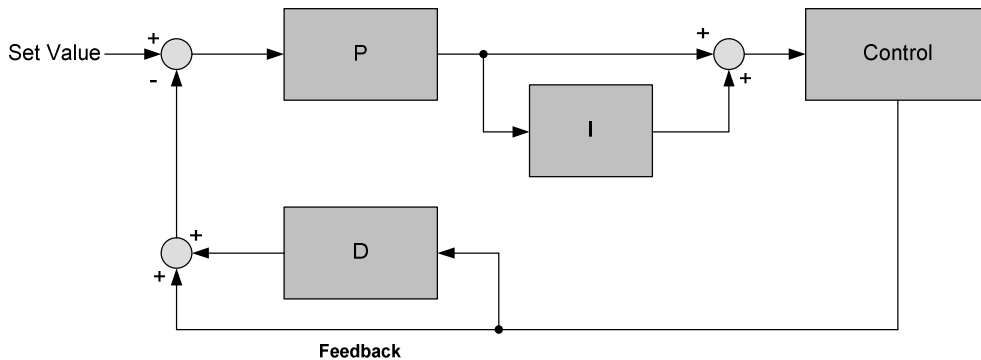 +
Set Value
-
P
+
+
Control
I
D
+
+
Feedback